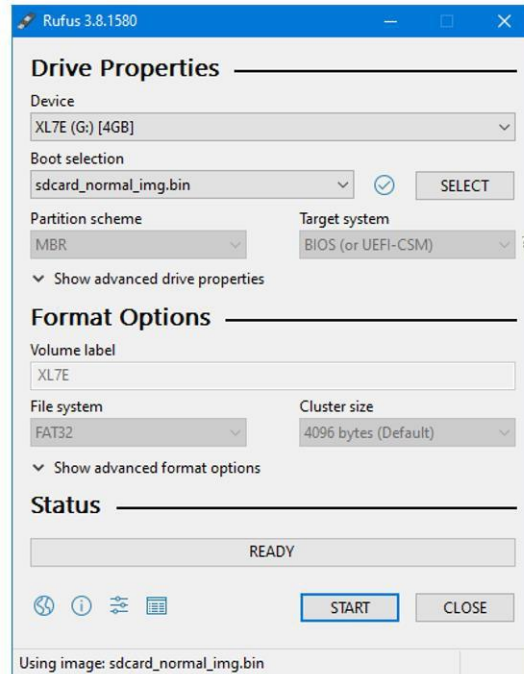 Rufus 3.8.1580
Drive Properties
Device
XL7E (G:) [4GB]
Boot selection
sdcard_normal_img.bin
SELECT
Partition scheme
Target system
MBR
BIOS (or UEFI-CSM)
?
Show advanced drive properties
Format Options
Volume label
XL7E
File system
Cluster size
FAT32
4096 bytes (Default)
Show advanced format options
Status
READY
START
CLOSE
Using image: sdcard_normal_img.bin